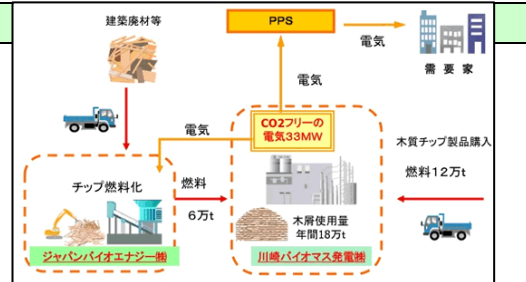 建築廃材等
PPS
電気
需要家
電気
CO2フリーの
電気33MW
電気
木質チップ製品購入
燃料12万t
チップ燃料化
燃料
6万t
木屑使用量
年間18万t
ジャパンバイオエナジー㈱
川崎バイオマス発電㈱